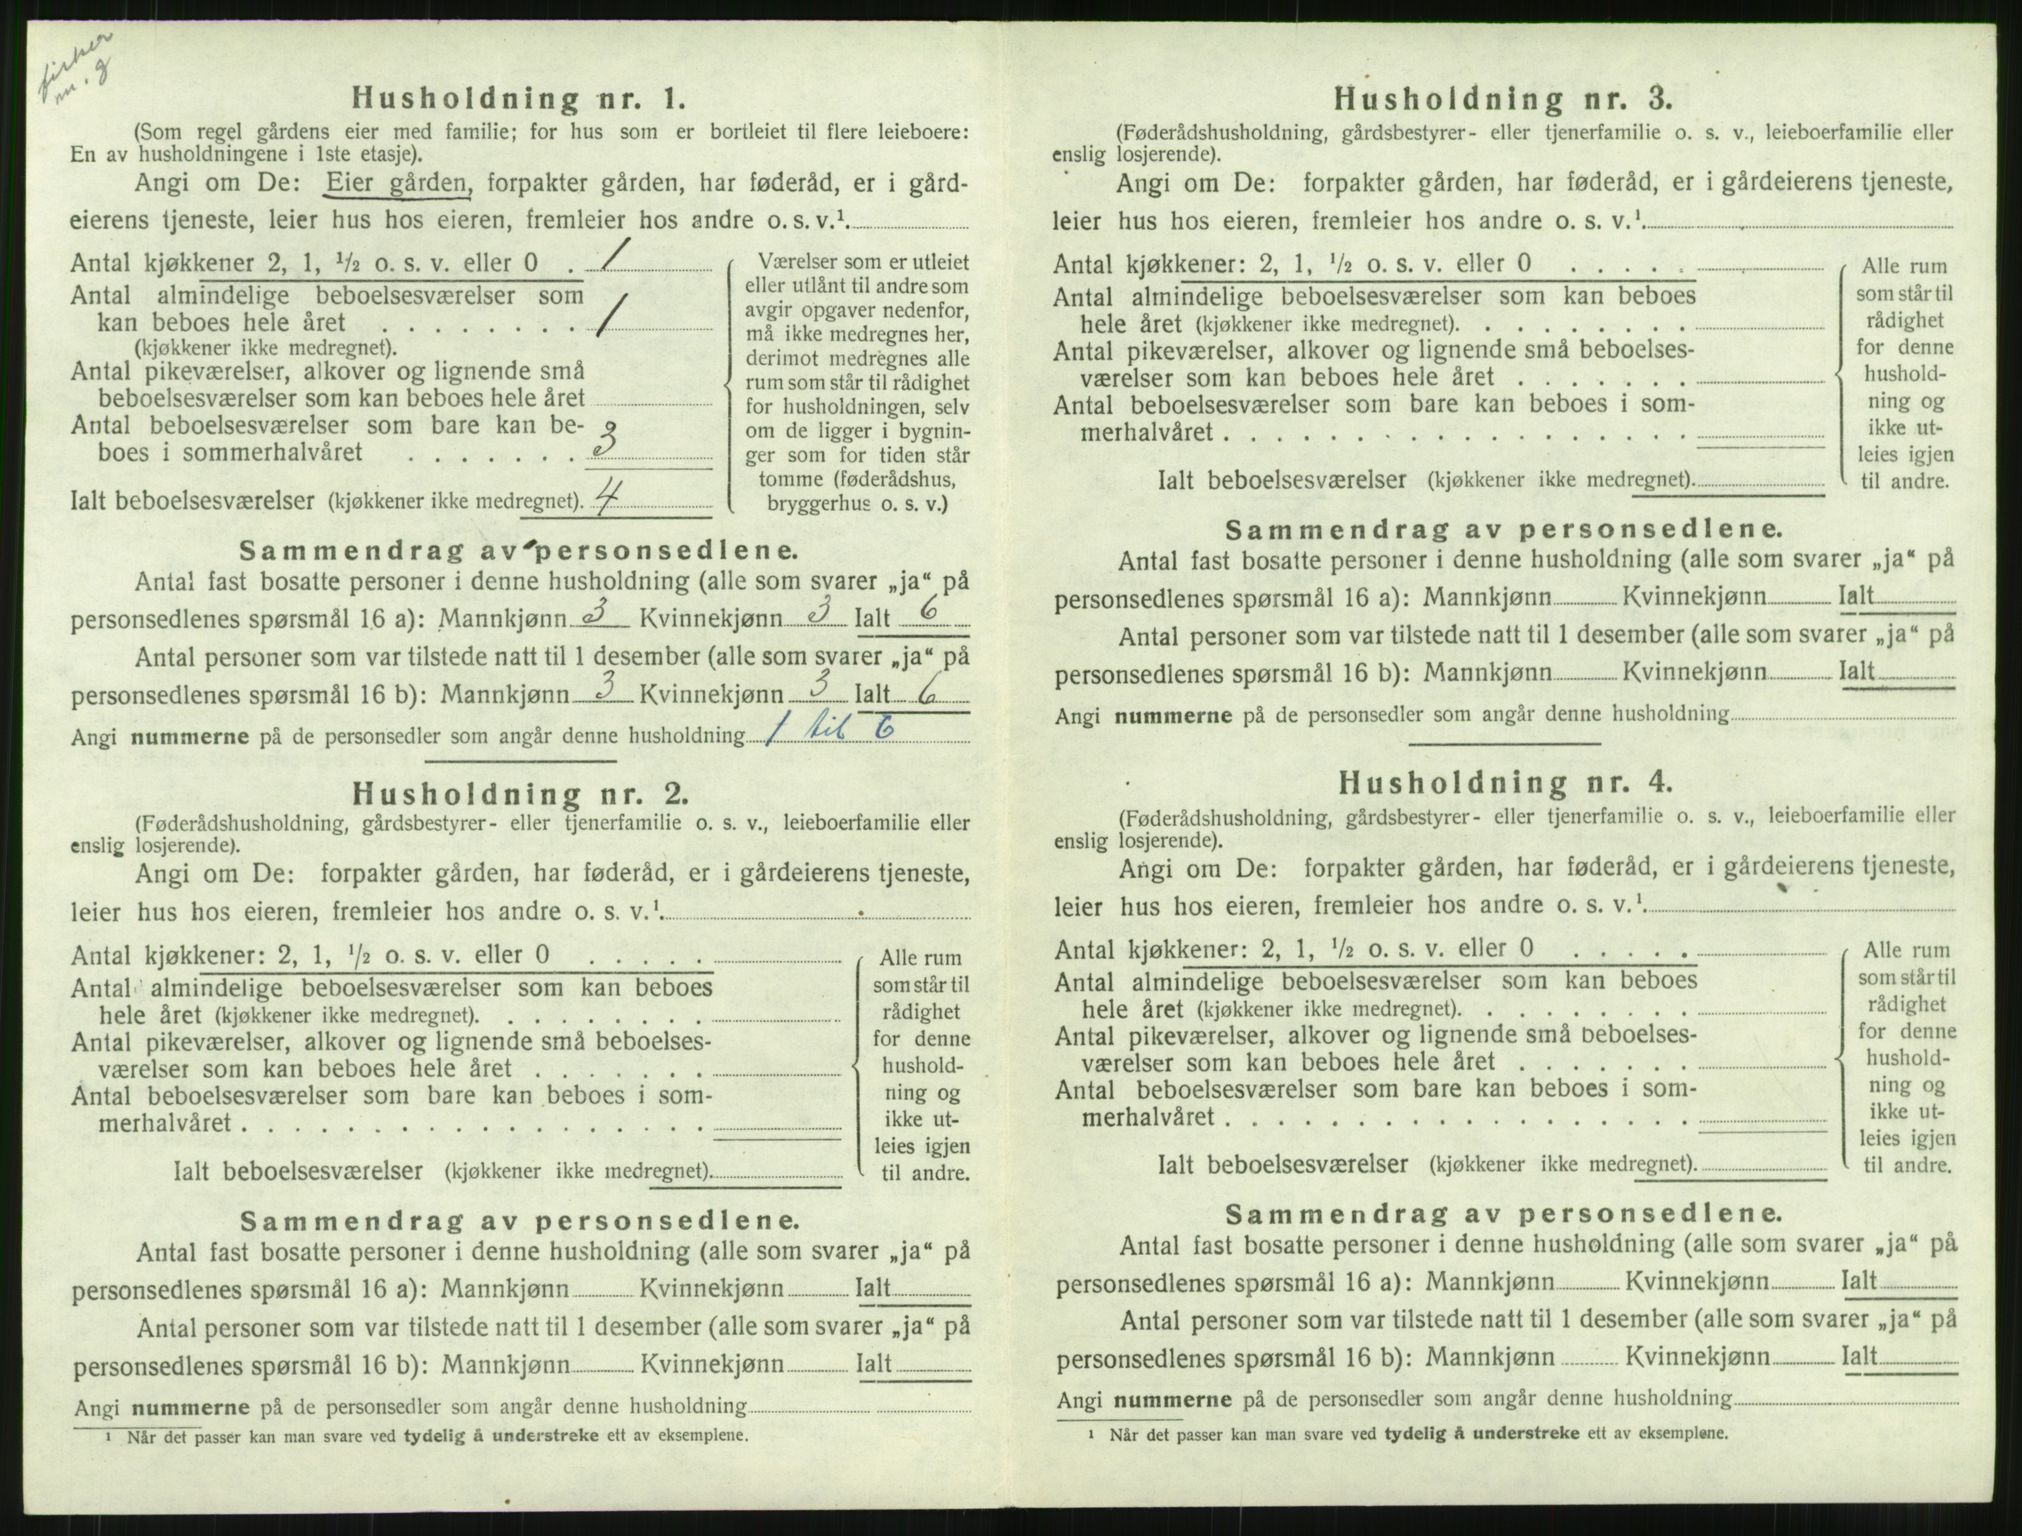 fisker
m. g
Husholdning nr. 1.
(Som regel gårdens eier med familie; for hus som er bortleiet til flere leieboere:
En av husholdningene i 1ste etasje).
Angi om De: Eier gården, forpakter gården, har føderåd, er i gård-
eierens tjeneste, leier hus hos eieren, fremleier hos andre o. s. v.¹
Antal kjøkkener 2, 1, ½ o. s. v. eller 0 . 1
Antal almindelige beboelsesværelser som
kan beboes hele året . . . . . . . . 1
(kjøkkener ikke medregnet).
Antal pikeværelser, alkover og lignende små
beboelsesværelser som kan beboes hele året
Antal beboelsesværelser som bare kan be-
boes i sommerhalvåret . . . . . . . 3
Ialt beboelsesværelser (kjøkkener ikke medregnet). 4
Værelser som er utleiet
eller utlånt til andre som
avgir opgaver nedenfor,
må ikke medregnes her,
derimot medregnes alle
rum som står til rådighet
for husholdningen, selv
om de ligger i bygnin-
ger som for tiden står
tomme (føderådshus,
bryggerhus o. s. v.)
Sammendrag av personsedlene.
Antal fast bosatte personer i denne husholdning (alle som svarer „ja“ på
personsedlenes spørsmål 16 a): Mannkjønn 3 Kvinnekjønn 3 Ialt 6
Antal personer som var tilstede natt til 1 desember (alle som svarer „ja“ på
personsedlenes spørsmål 16 b): Mannkjønn 3 Kvinnekjønn 3 Ialt 6
Angi nummerne på de personsedler som angår denne husholdning 1 til 6
Husholdning nr. 2.
(Føderådshusholdning, gårdsbestyrer- eller tjenerfamilie o. s. v., leieboerfamilie eller
enslig losjerende).
Angi om De: forpakter gården, har føderåd, er i gårdeierens tjeneste,
leier hus hos eieren, fremleier hos andre o. s. v.¹
Antal kjøkkener: 2, 1, ½ o. s. v. eller 0 . . . . .
Antal almindelige beboelsesværelser som kan beboes
hele året (kjøkkener ikke medregnet). . . . . . . . .
Antal pikeværelser, alkover og lignende små beboelses-
værelser som kan beboes hele året . . . . . . .
Antal beboelsesværelser som bare kan beboes i som-
merhalvåret . . . . . . . . . . . . . . . . . .
Ialt beboelsesværelser (kjøkkener ikke medregnet).
Alle rum
som står til
rådighet
for denne
hushold-
ning og
ikke ut-
leies igjen
til andre.
Sammendrag av personsedlene.
Antal fast bosatte personer i denne husholdning (alle som svarer „ja“ på
personsedlenes spørsmål 16 a): Mannkjønn Kvinnekjønn Ialt
Antal personer som var tilstede natt til 1 desember (alle som svarer „ja“ på
personsedlenes spørsmål 16 b): Mannkjønn Kvinnekjønn Ialt
Angi nummerne på de personsedler som angår denne husholdning
¹ Når det passer kan man svare ved tydelig å understreke ett av eksemplene.
Husholdning nr. 3.
(Føderådshusholdning, gårdsbestyrer- eller tjenerfamilie o. s. v., leieboerfamilie eller
enslig losjerende).
Angi om De: forpakter gården, har føderåd, er i gårdeierens tjeneste,
leier hus hos eieren, fremleier hos andre o. s. v.¹
Antal kjøkkener: 2, 1, ½ o. s. v. eller 0 . . . . .
Antal almindelige beboelsesværelser som kan beboes
hele året (kjøkkener ikke medregnet). . . . . . . . .
Antal pikeværelser, alkover og lignende små beboelses-
værelser som kan beboes hele året . . . . . . .
Antal beboelsesværelser som bare kan beboes i som-
merhalvåret . . . . . . . . . . . . . . . . . .
Ialt beboelsesværelser (kjøkkener ikke medregnet).
Alle rum
som står til
rådighet
for denne
hushold-
ning og
ikke ut-
leies igjen
til andre.
Sammendrag av personsedlene.
Antal fast bosatte personer i denne husholdning (alle som svarer „ja“ på
personsedlenes spørsmål 16 a): Mannkjønn Kvinnekjønn Ialt
Antal personer som var tilstede natt til 1 desember (alle som svarer „ja“ på
personsedlenes spørsmål 16 b): Mannkjønn Kvinnekjønn Ialt
Angi nummerne på de personsedler som angår denne husholdning
Husholdning nr. 4.
(Føderådshusholdning, gårdsbestyrer- eller tjenerfamilie o. s. v., leieboerfamilie eller
enslig losjerende).
Angi om De: forpakter gården, har føderåd, er i gårdeierens tjeneste,
leier hus hos eieren, fremleier hos andre o. s. v.¹
Antal kjøkkener: 2, 1, ½ o. s. v. eller 0 . . . . .
Antal almindelige beboelsesværelser som kan beboes
hele året (kjøkkener ikke medregnet). . . . . . . . .
Antal pikeværelser, alkover og lignende små beboelses-
værelser som kan beboes hele året . . . . . . .
Antal beboelsesværelser som bare kan beboes i som-
merhalvåret . . . . . . . . . . . . . . . . . .
Ialt beboelsesværelser (kjøkkener ikke medregnet).
Alle rum
som står til
rådighet
for denne
hushold-
ning og
ikke ut-
leies igjen
til andre.
Sammendrag av personsedlene.
Antal fast bosatte personer i denne husholdning (alle som svarer „ja“ på
personsedlenes spørsmål 16 a): Mannkjønn Kvinnekjønn Ialt
Antal personer som var tilstede natt til 1 desember (alle som svarer „ja“ på
personsedlenes spørsmål 16 b): Mannkjønn Kvinnekjønn Ialt
Angi nummerne på de personsedler som angår denne husholdning
¹ Når det passer kan man svare ved tydelig å understreke ett av eksemplene.